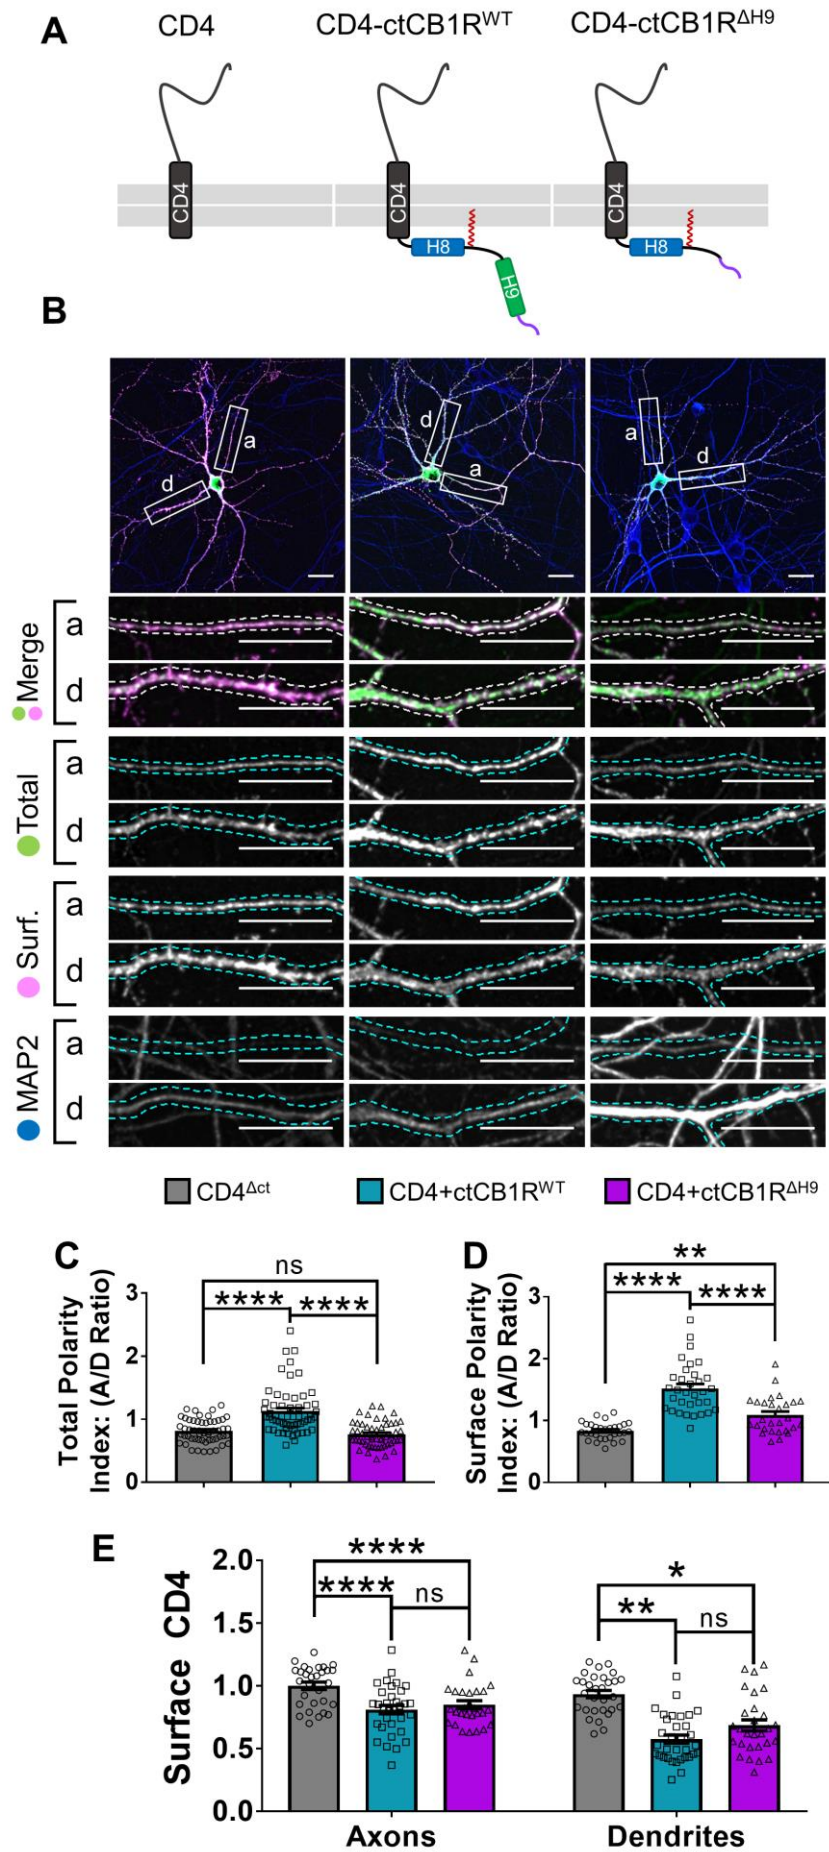 A
CD4 CD4-ctCB1R^WT CD4-ctCB1R^ΔH9
CD4 CD4 CD4
H8 H8
H9
B
d a d a a d
Merge a
d
Total a
d
Surf. a
d
MAP2 a
d
CD4^Δct CD4+ctCB1R^WT CD4+ctCB1R^ΔH9
C
Total Polarity
Index: (A/D Ratio)
ns
**** ****
3
2
1
0
D
Surface Polarity
Index: (A/D Ratio)
**
**** ****
3
2
1
0
E
Surface CD4
2.0
1.5
1.0
0.5
0.0
****
**** ns
*
** ns
Axons Dendrites